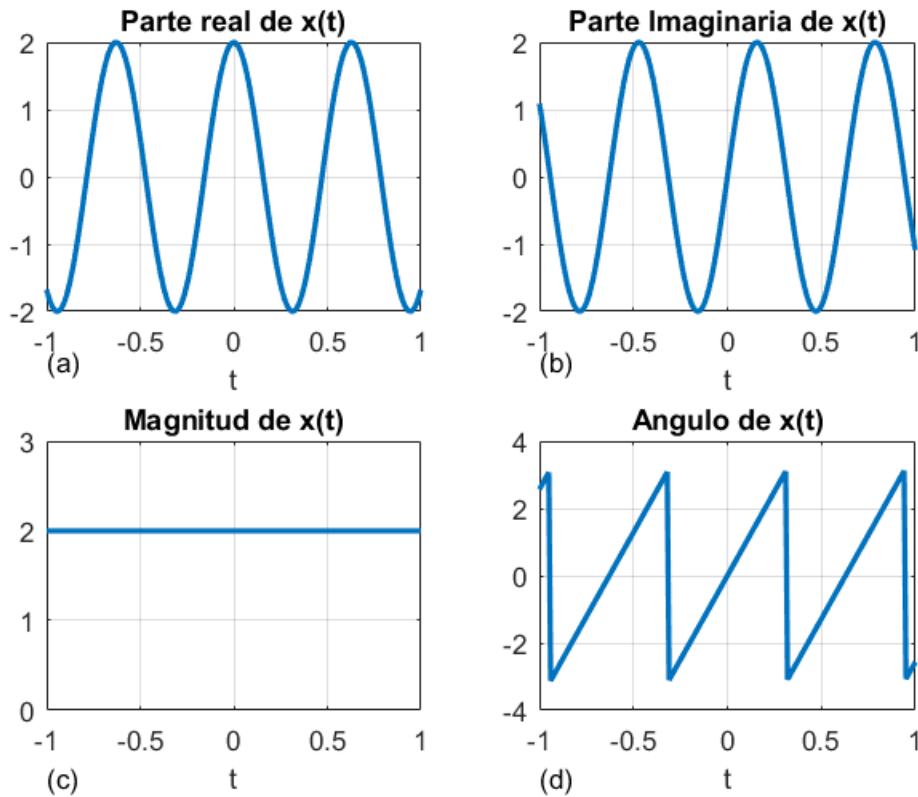 Parte real de x(t)
2
1
0
-1
-2
-1 -0.5 0 0.5 1
(a)
t
Parte Imaginaria de x(t)
2
1
0
-1
-2
-1 -0.5 0 0.5 1
(b)
t
Magnitud de x(t)
3
2
1
0
-1 -0.5 0 0.5 1
(c)
t
Angulo de x(t)
4
2
0
-2
-4
-1 -0.5 0 0.5 1
(d)
t